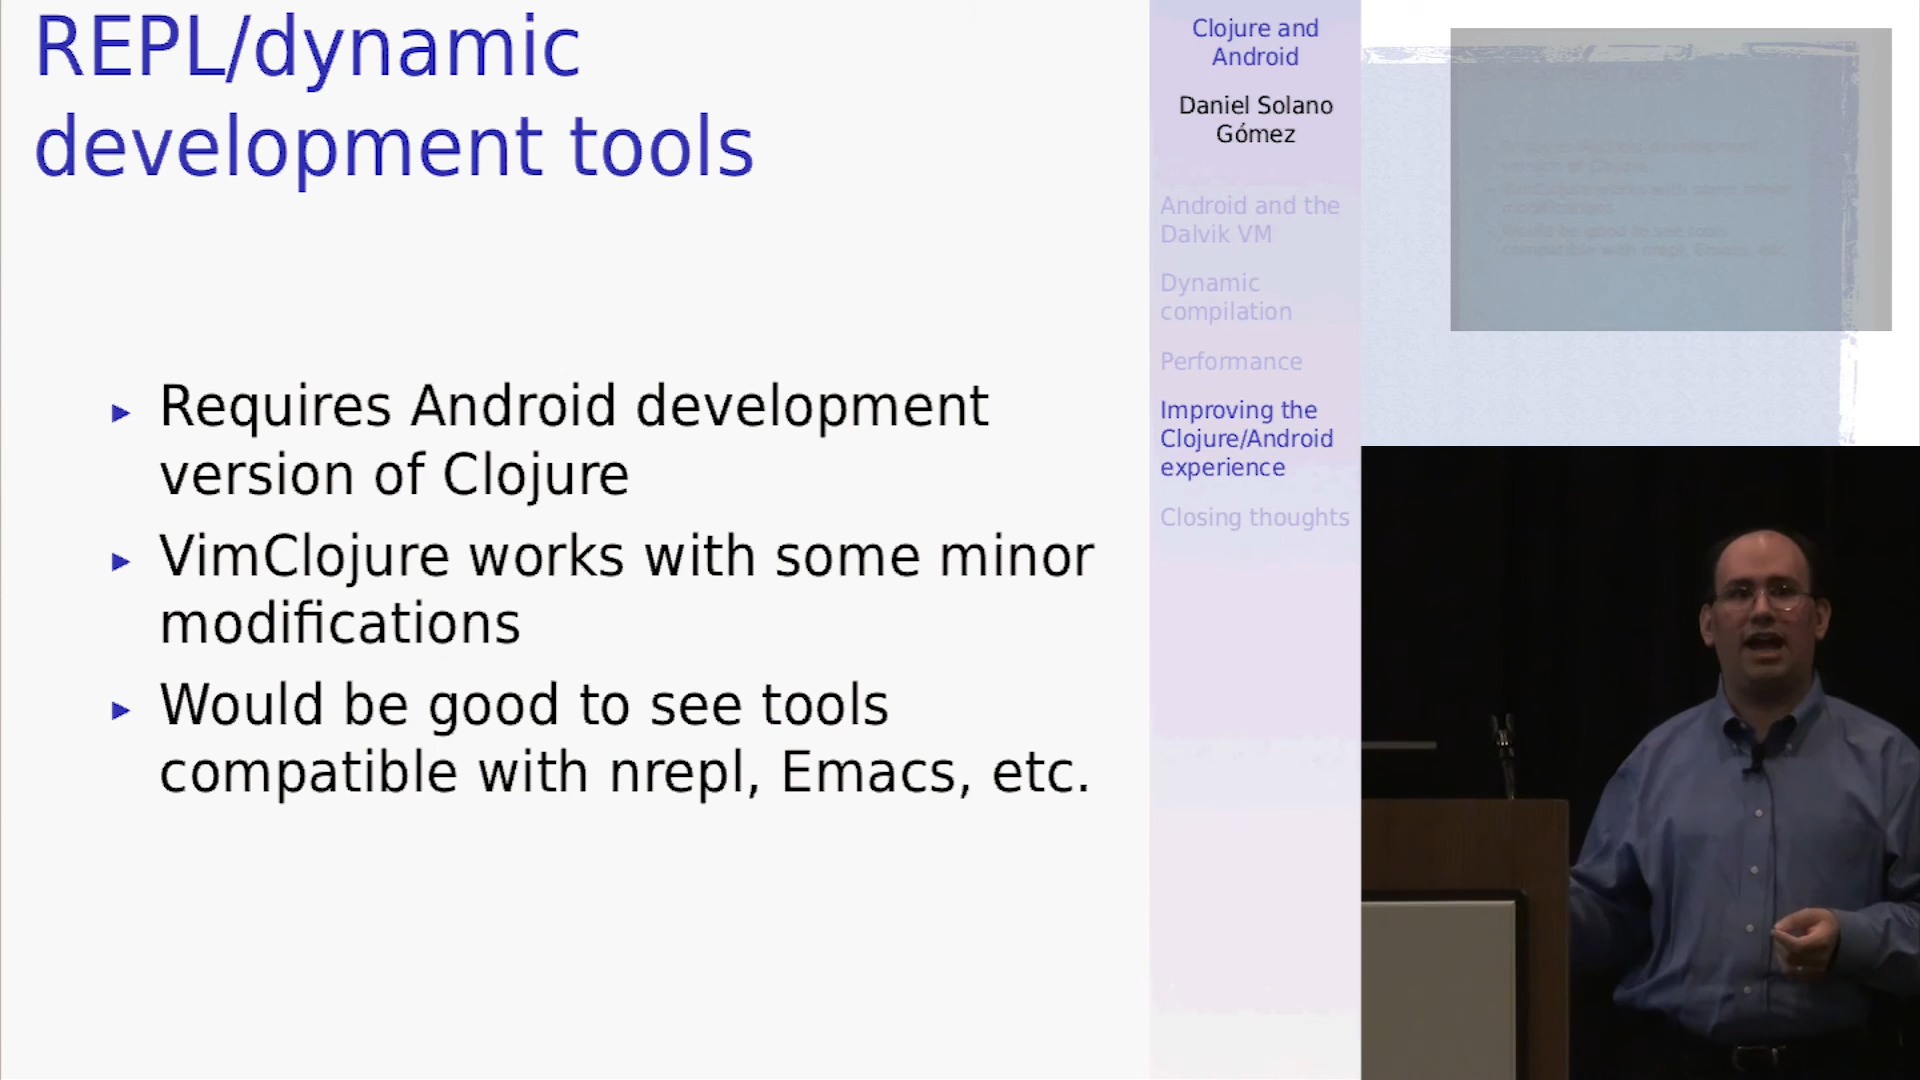 REPL/dynamic
development tools
▸ Requires Android development
version of Clojure
▸ VimClojure works with some minor
modifications
▸ Would be good to see tools
compatible with nrepl, Emacs, etc.
Clojure and
Android
Daniel Solano
Gómez
Android and the
Dalvik VM
Dynamic
compilation
Performance
Improving the
Clojure/Android
experience
Closing thoughts